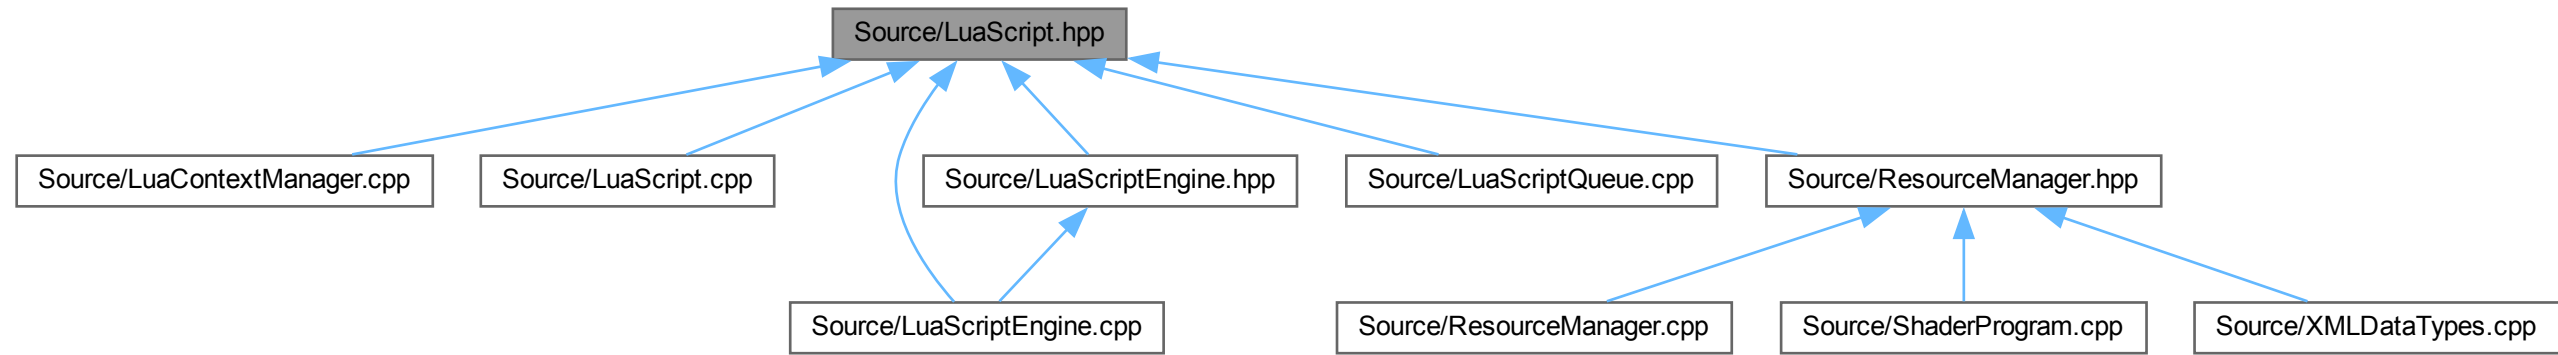 Source/LuaScript.hpp
Source/LuaContextManager.cpp
Source/LuaScript.cpp
Source/LuaScriptEngine.hpp
Source/LuaScriptQueue.cpp
Source/ResourceManager.hpp
Source/LuaScriptEngine.cpp
Source/ResourceManager.cpp
Source/ShaderProgram.cpp
Source/XMLDataTypes.cpp